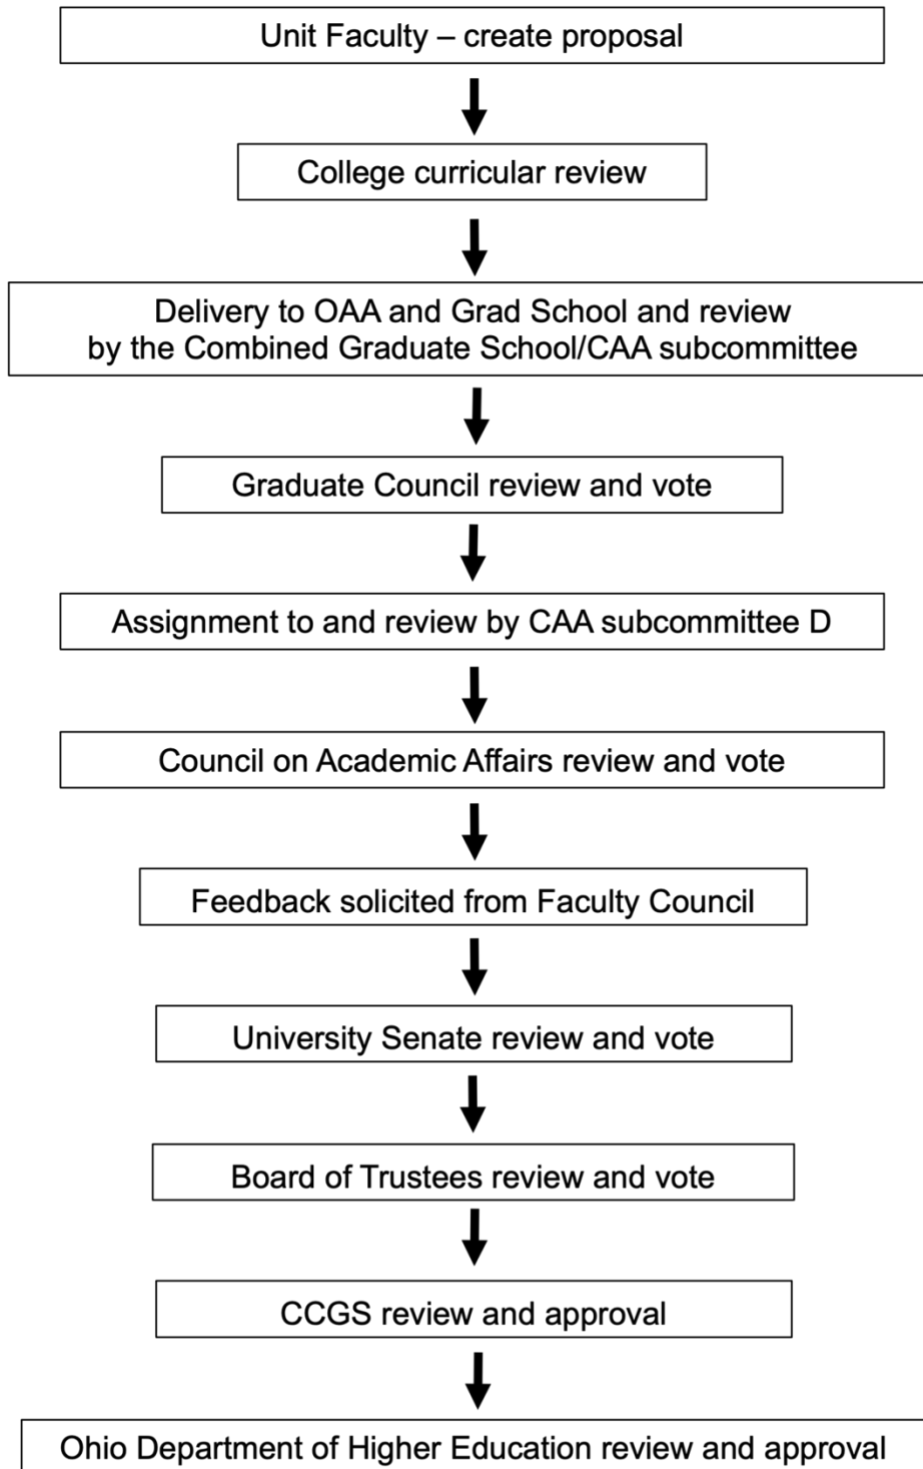 Unit Faculty – create proposal
College curricular review
Delivery to OAA and Grad School and review
by the Combined Graduate School/CAA subcommittee
Graduate Council review and vote
Assignment to and review by CAA subcommittee D
Council on Academic Affairs review and vote
Feedback solicited from Faculty Council
University Senate review and vote
Board of Trustees review and vote
CCGS review and approval
Ohio Department of Higher Education review and approval